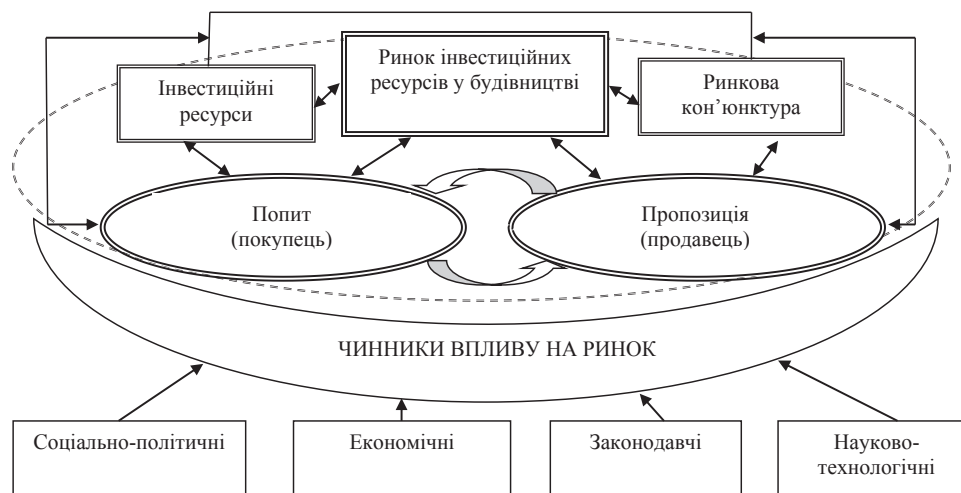 Інвестиційні
ресурси
Ринок інвестиційних
ресурсів у будівництві
Ринкова
кон’юнктура
Попит
(покупець)
Пропозиція
(продавець)
ЧИННИКИ ВПЛИВУ НА РИНОК
Соціально-політичні
Економічні
Законодавчі
Науково-
технологічні